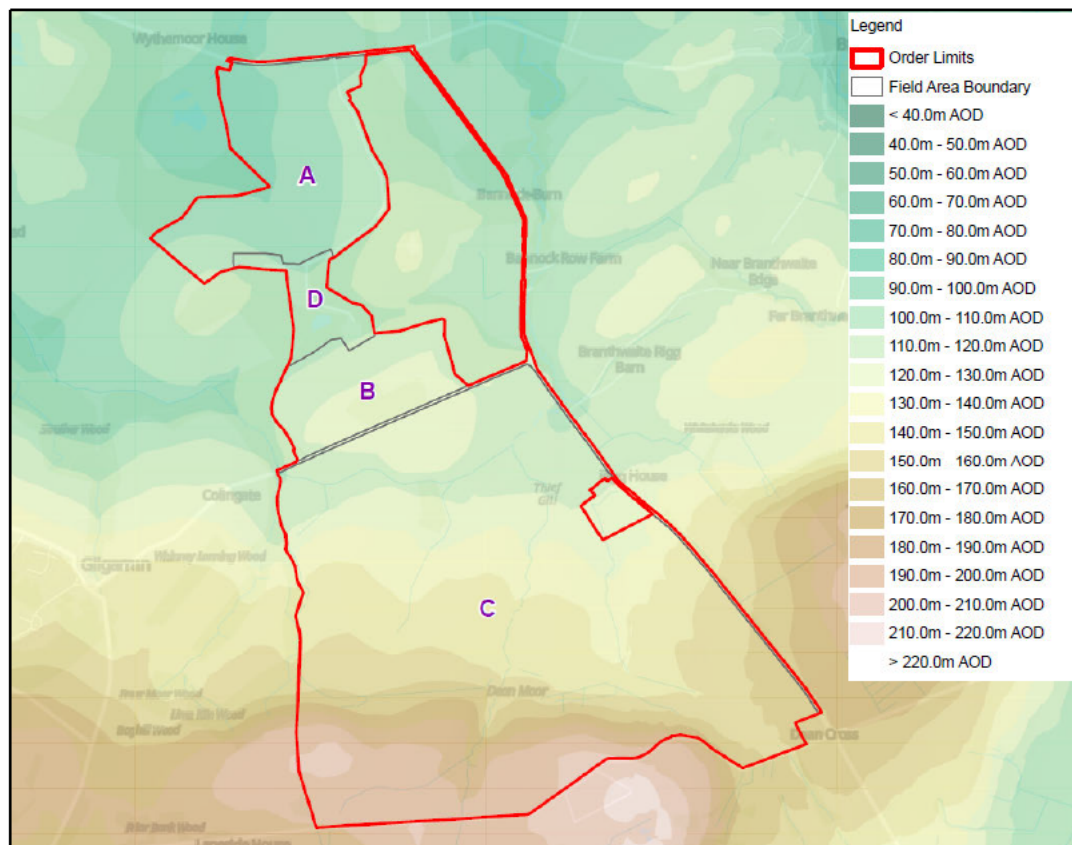 Wythemoor House
A
Bannock Row Farm
Near Branthwaite
Edge
D
Branthwaite Rigg
Barn
B
Thief
Gill
Gilgarran
C
Dean Moor
Dean Cross
Legend
Order Limits
Field Area Boundary
< 40.0m AOD
40.0m - 50.0m AOD
50.0m - 60.0m AOD
60.0m - 70.0m AOD
70.0m - 80.0m AOD
80.0m - 90.0m AOD
90.0m - 100.0m AOD
100.0m - 110.0m AOD
110.0m - 120.0m AOD
120.0m - 130.0m AOD
130.0m - 140.0m AOD
140.0m - 150.0m AOD
150.0m - 160.0m AOD
160.0m - 170.0m AOD
170.0m - 180.0m AOD
180.0m - 190.0m AOD
190.0m - 200.0m AOD
200.0m - 210.0m AOD
210.0m - 220.0m AOD
> 220.0m AOD